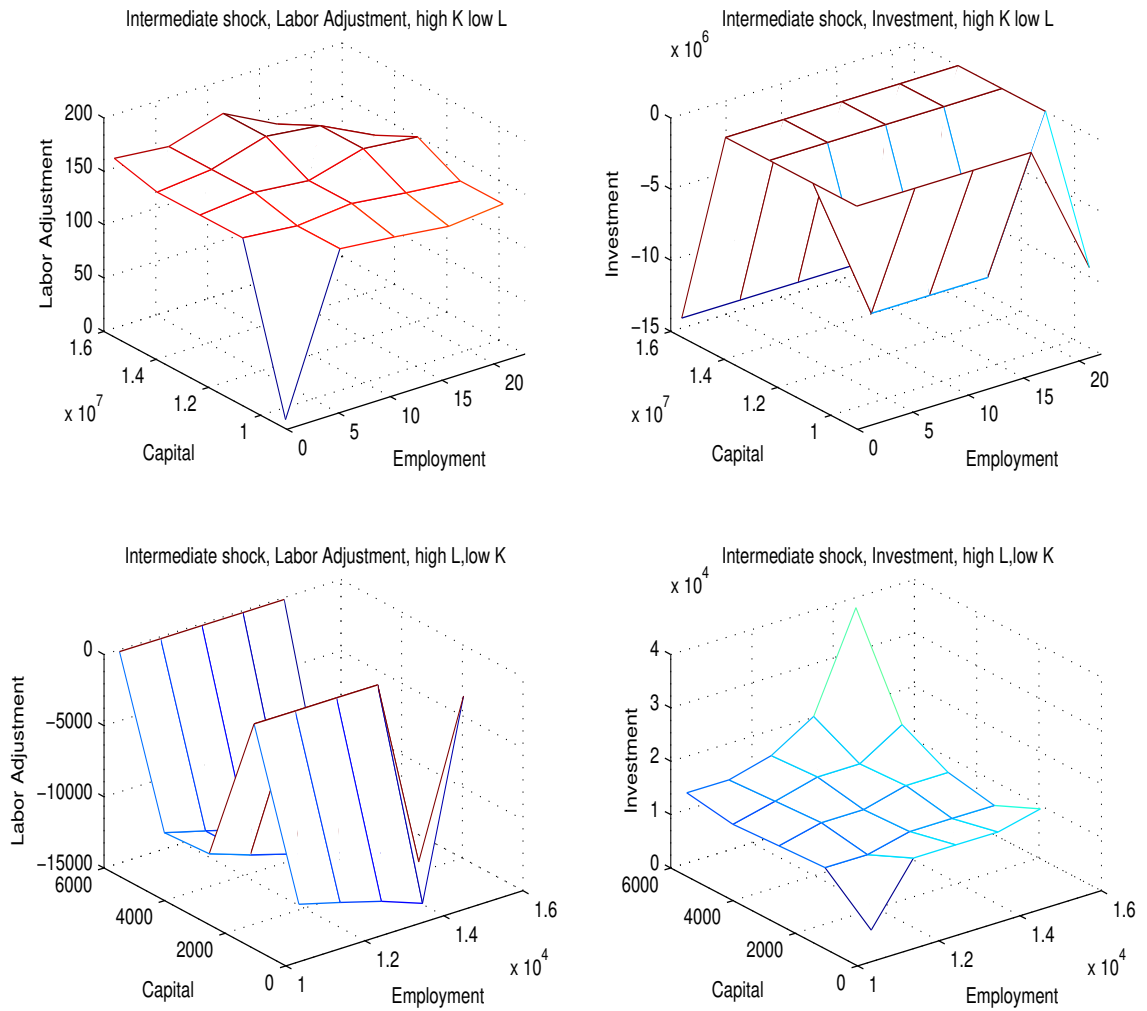 Intermediate shock, Labor Adjustment, high K low L
200
150
100
50
0
Labor Adjustment
1.6
1.4
1.2
1
x 10^7
Capital
0
5
10
15
20
Employment
Intermediate shock, Investment, high K low L
x 10^6
0
−5
−10
−15
Investment
1.6
1.4
1.2
1
x 10^7
Capital
0
5
10
15
20
Employment
Intermediate shock, Labor Adjustment, high L,low K
0
−5000
−10000
−15000
Labor Adjustment
6000
4000
2000
0
Capital
1
1.2
1.4
1.6
x 10^4
Employment
Intermediate shock, Investment, high L,low K
x 10^4
4
3
2
1
0
Investment
6000
4000
2000
0
Capital
1
1.2
1.4
1.6
x 10^4
Employment